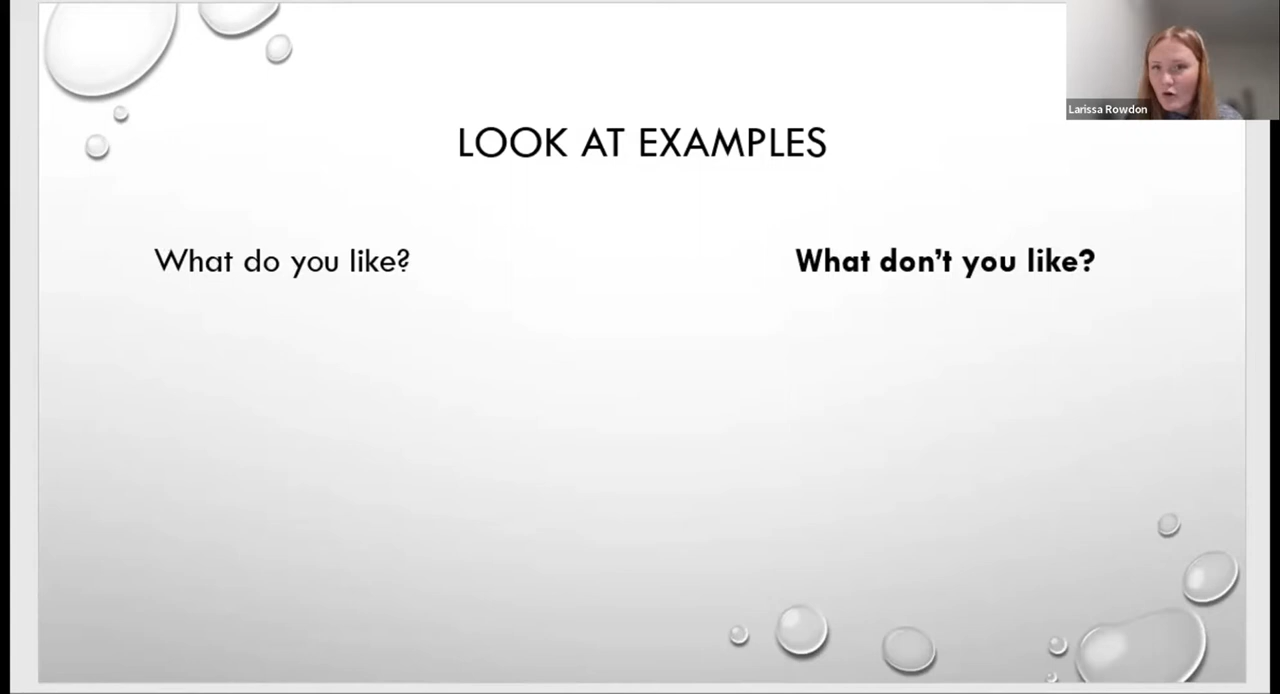 Larissa Rowdon
LOOK AT EXAMPLES
What do you like?
What don't you like?